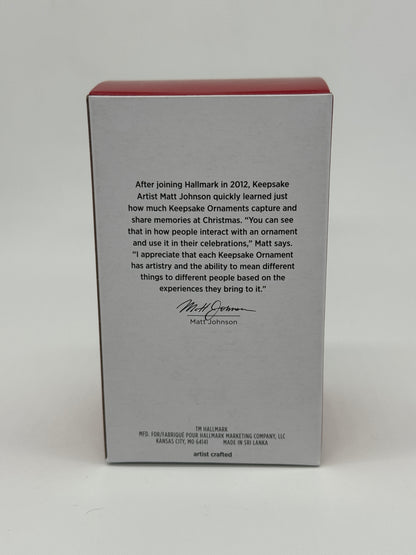 After joining Hallmark in 2012, Keepsake
Artist Matt Johnson quickly learned just
how much Keepsake Ornaments capture and
share memories at Christmas. “You can see
that in how people interact with an ornament
and use it in their celebrations,” Matt says.
“I appreciate that each Keepsake Ornament
has artistry and the ability to mean different
things to different people based on the
experiences they bring to it.”
Matt Johnson
Matt Johnson
TM HALLMARK
MFD. FOR/FABRIQUÉ POUR HALLMARK MARKETING COMPANY, LLC
KANSAS CITY, MO 64141 MADE IN SRI LANKA
artist crafted